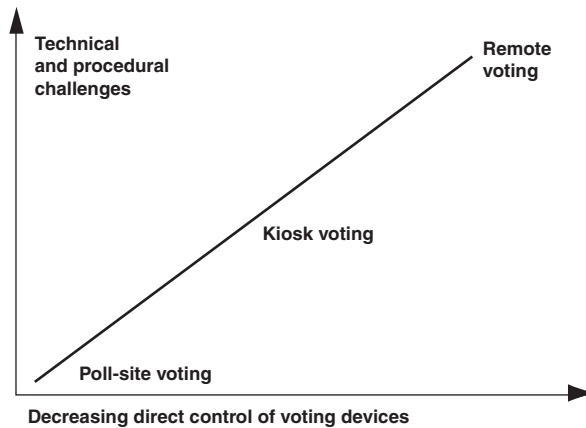 Technical
and procedural
challenges
Remote
voting
Kiosk voting
Poll-site voting
Decreasing direct control of voting devices